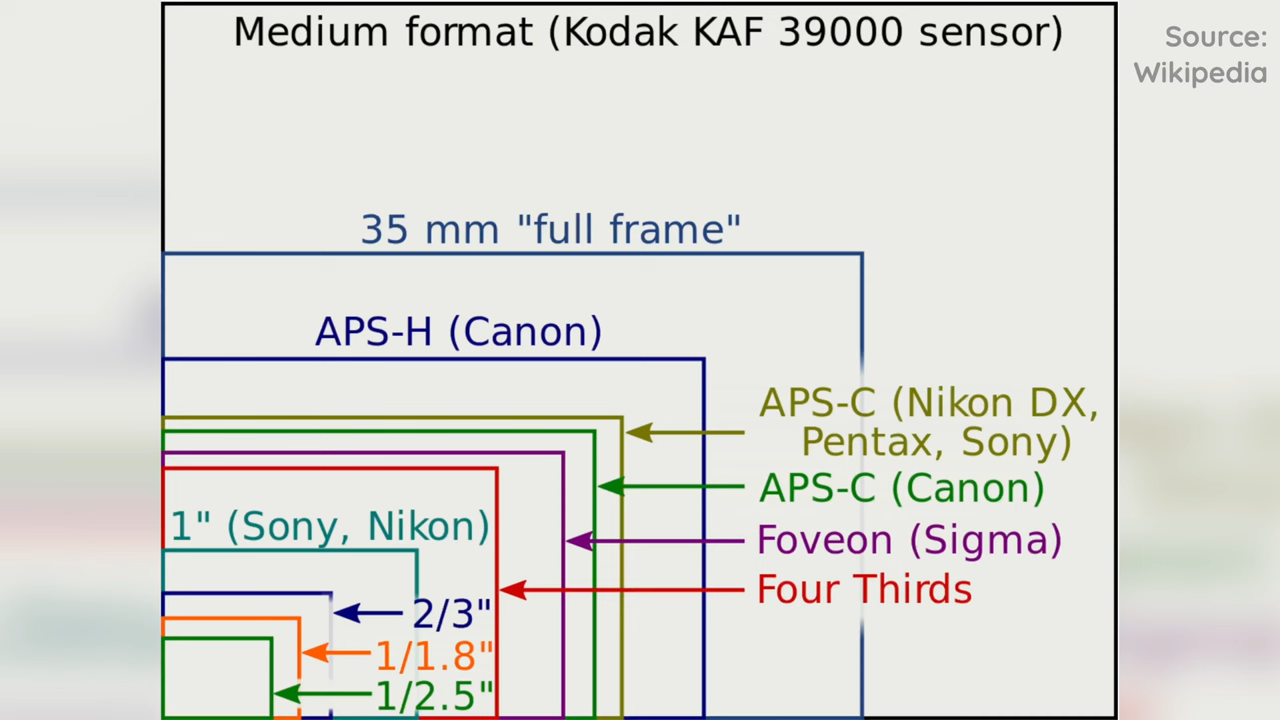 Medium format (Kodak KAF 39000 sensor)
Source:
Wikipedia
35 mm "full frame"
APS-H (Canon)
APS-C (Nikon DX,
Pentax, Sony)
APS-C (Canon)
1" (Sony, Nikon)
Foveon (Sigma)
Four Thirds
2/3"
1/1.8"
1/2.5"